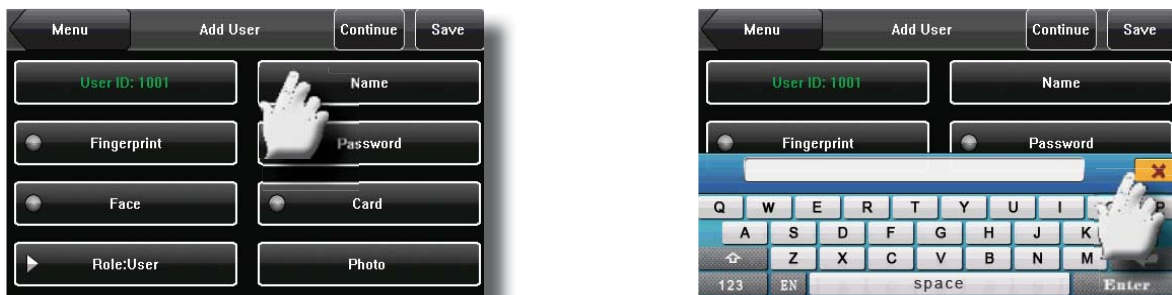 Menu Add User Continue Save
User ID: 1001 Name
Fingerprint Password
Face Card
Role:User Photo
Menu Add User Continue Save
User ID: 1001 Name
Fingerprint Password
Q W E R T Y U I P
A S D F G H J K
Z X C V B N M
123 EN space Enter